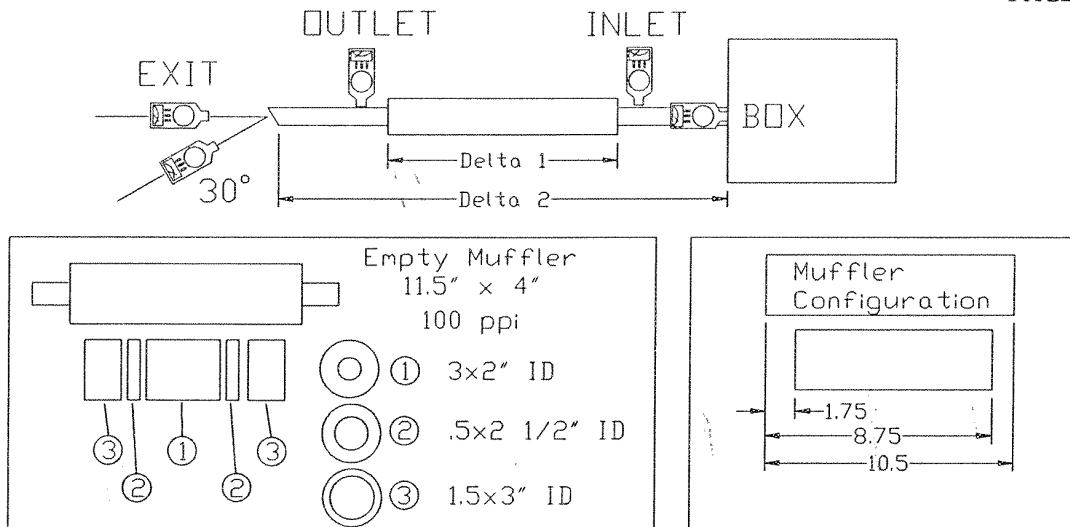 OUTLET
INLET
EXIT
BOX
30°
Delta 1
Delta 2
Empty Muffler
11.5" x 4"
100 ppi
① 3x2" ID
② .5x2 1/2" ID
③ 1.5x3" ID
③ ② ① ② ③
Muffler
Configuration
1.75
8.75
10.5